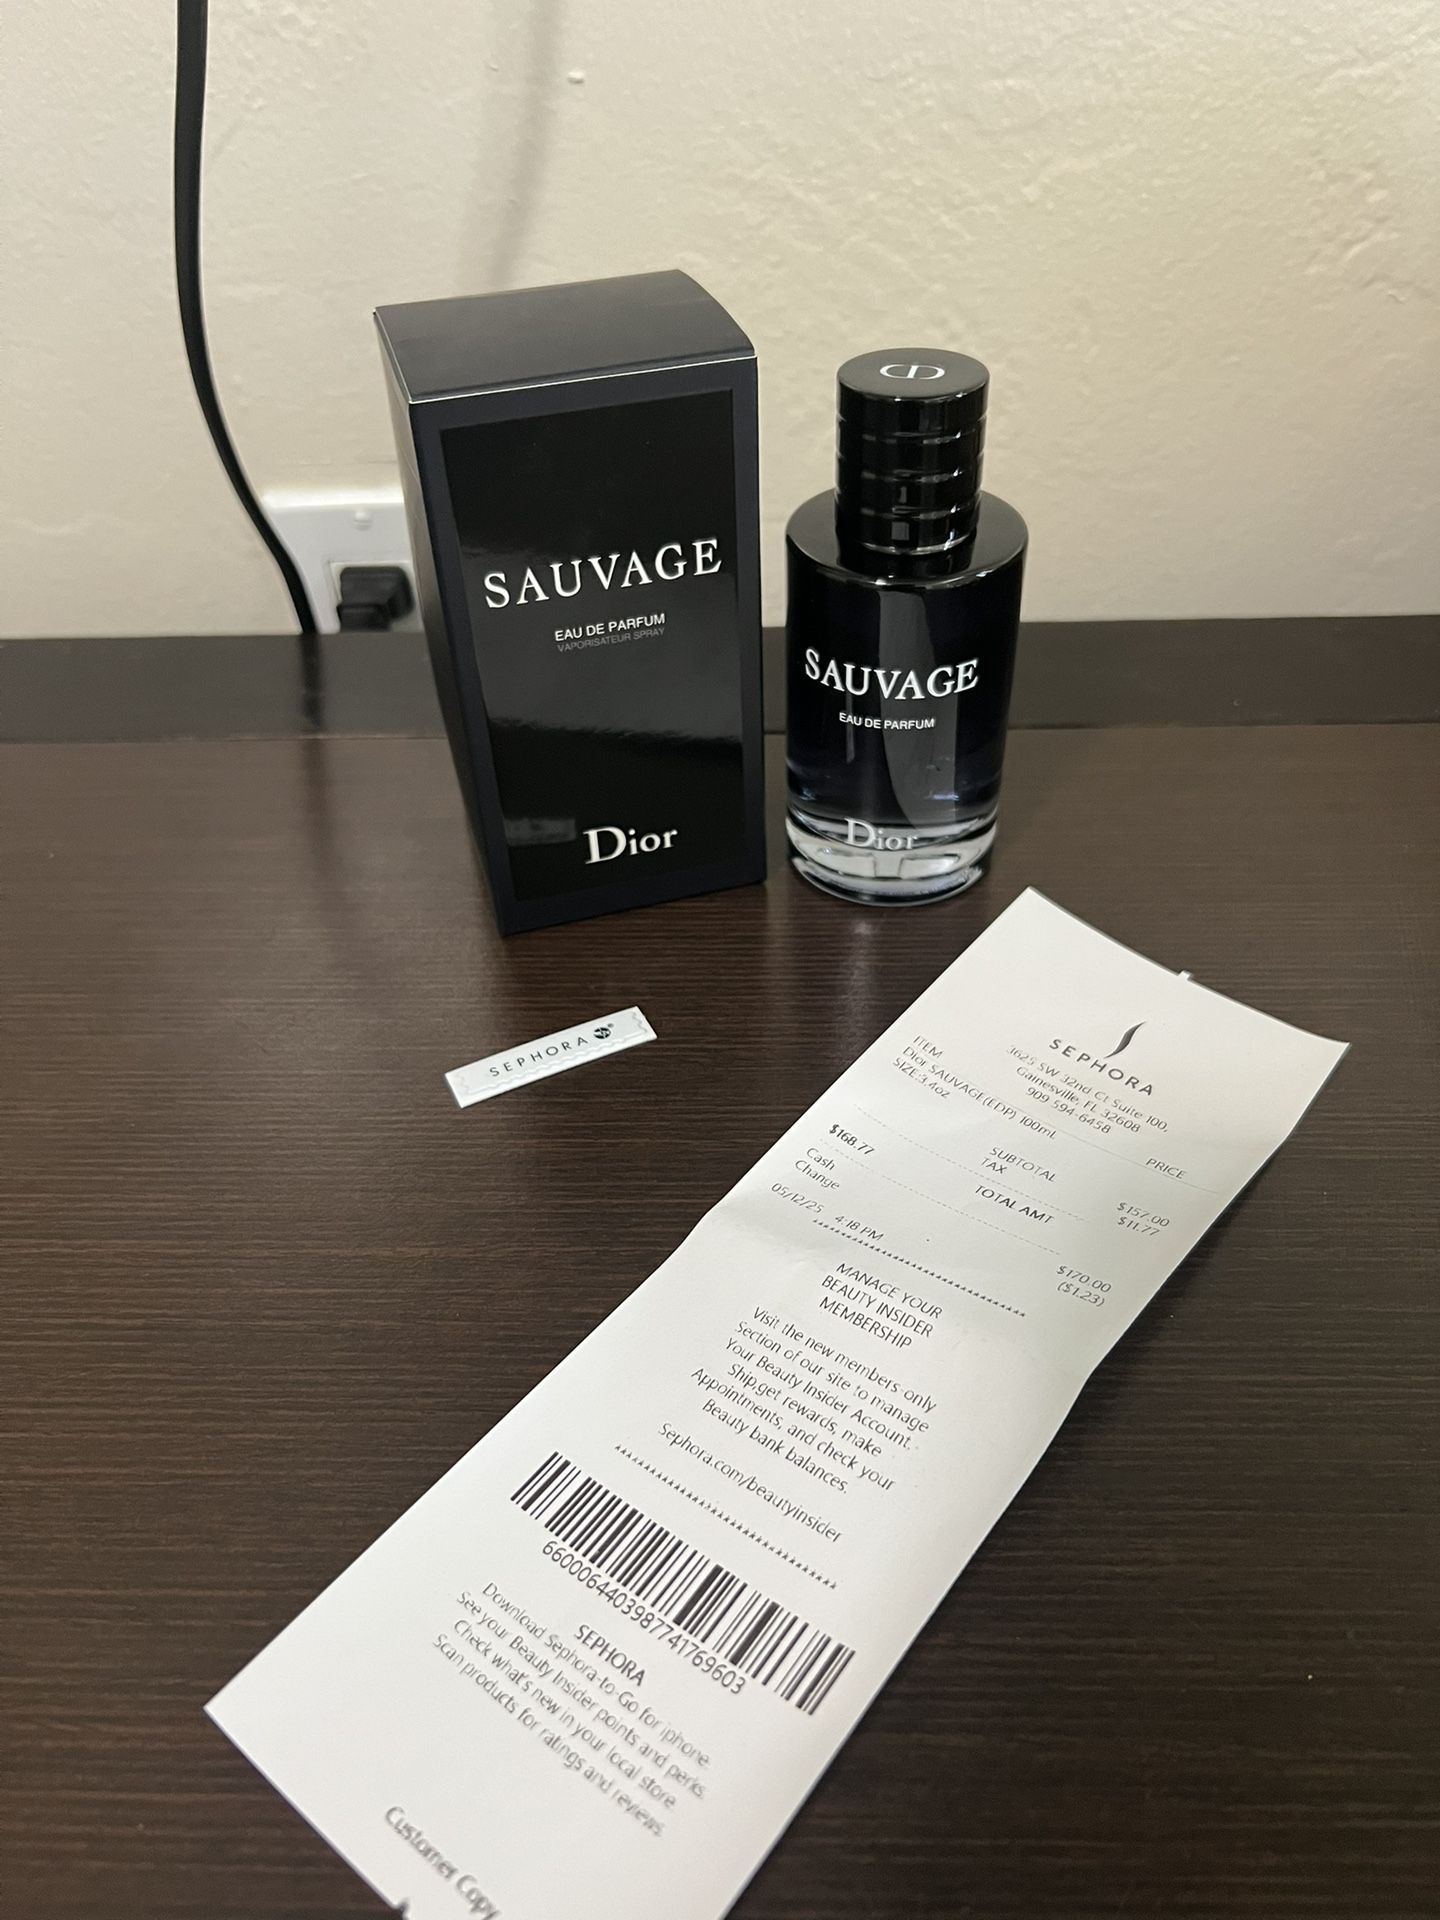 SAUVAGE
EAU DE PARFUM
VAPORISATEUR SPRAY
Dior
CD
SAUVAGE
EAU DE PARFUM
Dior
SEPHORA
SEPHORA
3625 SW 32nd Ct Suite 100,
Gainesville, FL 32608
909 594-6458
ITEM PRICE
Dior SAUVAGE(EDP) 100mL
SIZE:3.4oz
SUBTOTAL $157.00
TAX $11.77
$168.77 TOTAL AMT
Cash $170.00
Change ($1.23)
05/12/25 4:18 PM
MANAGE YOUR
BEAUTY INSIDER
MEMBERSHIP
Visit the new members-only
Section of our site to manage
Your Beauty Insider Account.
Ship,get rewards, make
Appointments, and check your
Beauty bank balances.
Sephora.com/beautyinsider
6600064403987741769603
SEPHORA
Download Sephora-to-Go for iphone
See your Beauty Insider points and perks.
Check what's new in your local store.
Scan products for ratings and reviews.
Customer Copy